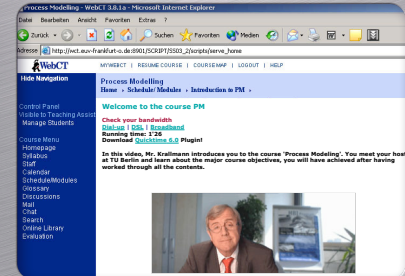 Process Modelling - WebCT 3.8.1a - Microsoft Internet Explorer
Datei Bearbeiten Ansicht Favoriten Extras ?
Zurück Suchen Favoriten Medien
Adresse http://wct.euv-frankfurt-o.de:8901/SCRIPT/SS03_2/scripts/serve_home
WebCT MYWEBCT | RESUME COURSE | COURSE MAP | LOGOUT | HELP
Hide Navigation
Process Modelling
Home › Schedule/ Modules › Introduction to PM ›
Control Panel
Visible to Teaching Assist
Manage Students
Course Menu
Homepage
Syllabus
Staff
Calendar
Schedule/Modules
Glossary
Discussions
Mail
Chat
Search
Online Library
Evaluation
Welcome to the course PM
Check your bandwidth
Dial-up | DSL | Broadband
Running time: 1'26
Download Quicktime 6.0 Plugin!
In this video, Mr. Krallmann introduces you to the course 'Process Modeling'. You meet your host
at TU Berlin and learn about the major course objectives, you will have achieved after having
worked through all the contents.